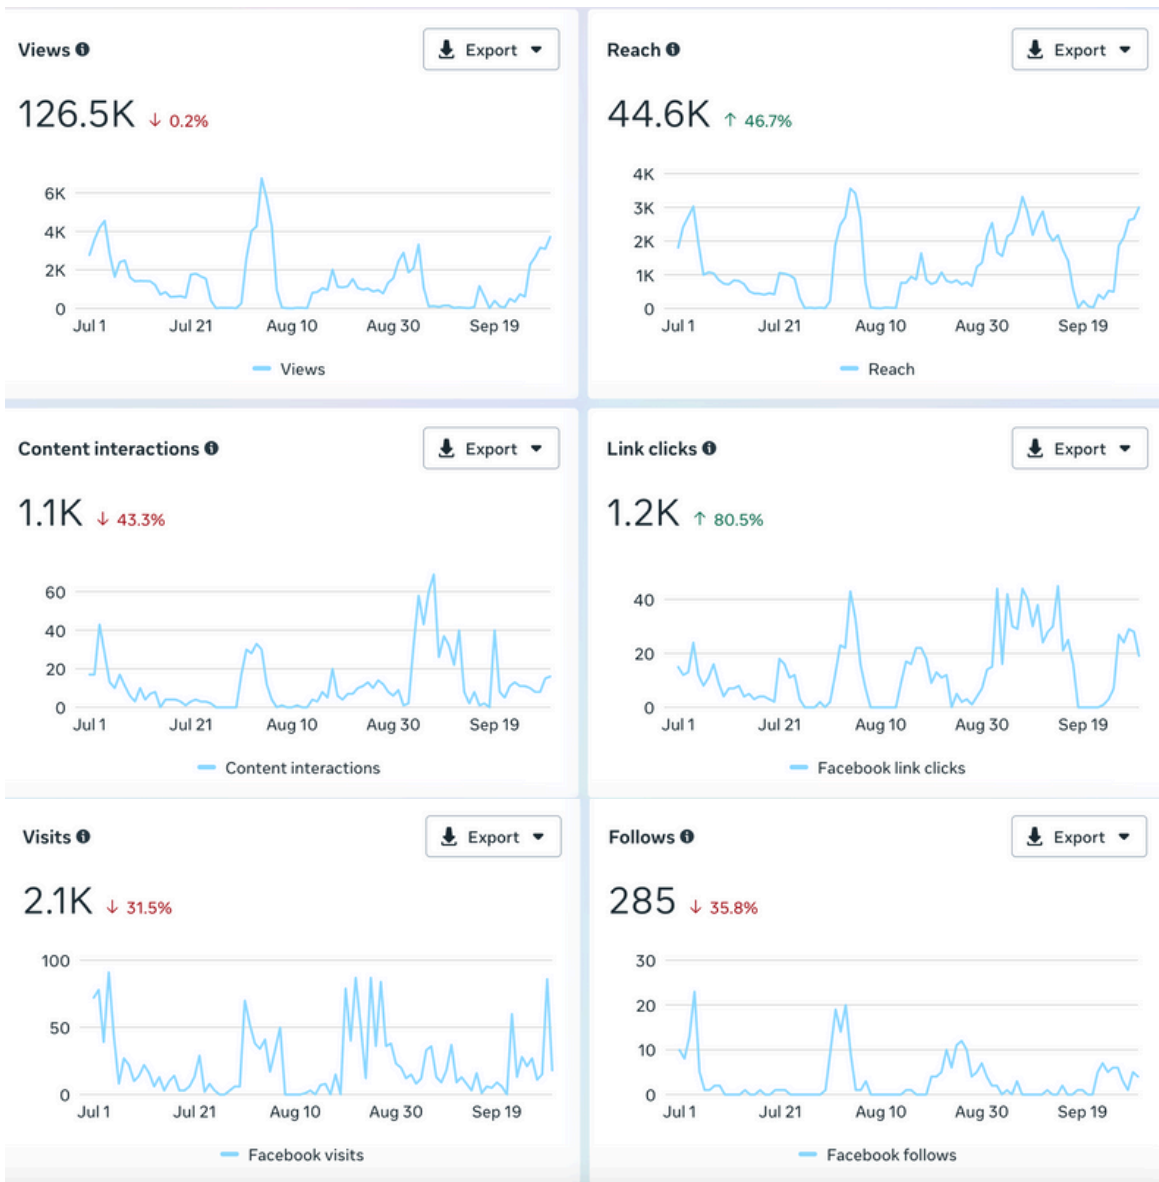 Views
Export
126.5K ↓ 0.2%
6K
4K
2K
0
Jul 1 Jul 21 Aug 10 Aug 30 Sep 19
Views
Reach
Export
44.6K ↑ 46.7%
4K
3K
2K
1K
0
Jul 1 Jul 21 Aug 10 Aug 30 Sep 19
Reach
Content interactions
Export
1.1K ↓ 43.3%
60
40
20
0
Jul 1 Jul 21 Aug 10 Aug 30 Sep 19
Content interactions
Link clicks
Export
1.2K ↑ 80.5%
40
20
0
Jul 1 Jul 21 Aug 10 Aug 30 Sep 19
Facebook link clicks
Visits
Export
2.1K ↓ 31.5%
100
50
0
Jul 1 Jul 21 Aug 10 Aug 30 Sep 19
Facebook visits
Follows
Export
285 ↓ 35.8%
30
20
10
0
Jul 1 Jul 21 Aug 10 Aug 30 Sep 19
Facebook follows